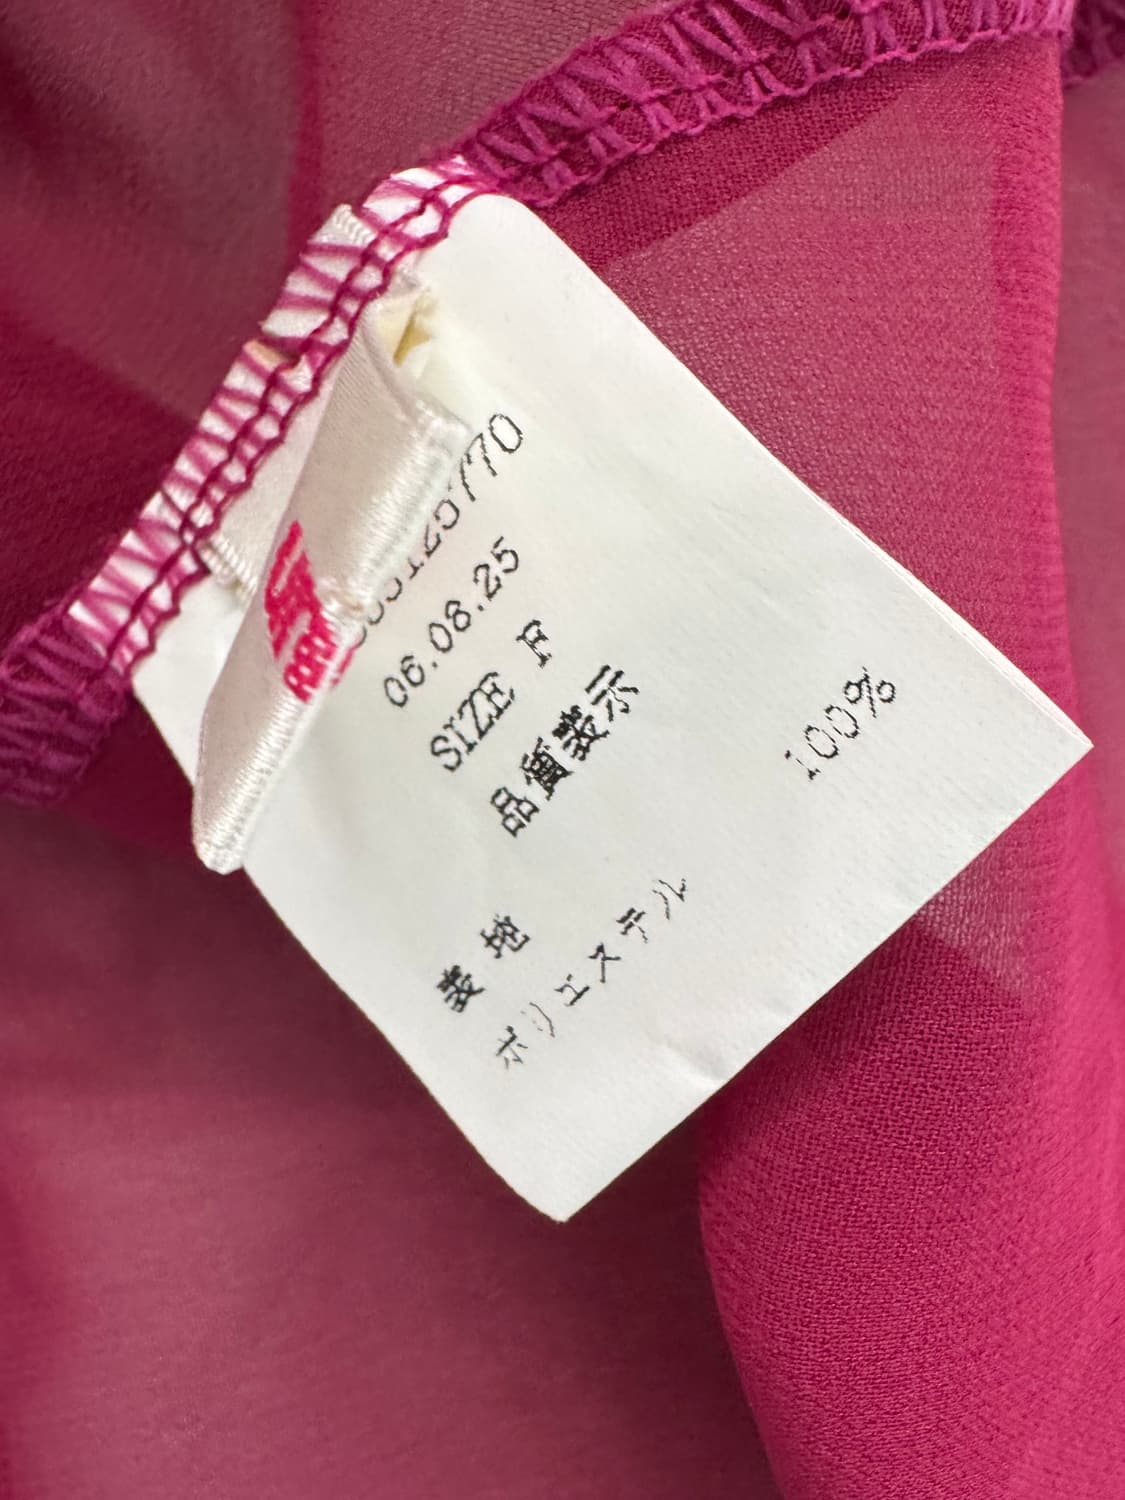 06.08.25
SIZE F
品質表示
100%
表地
ポリエステル